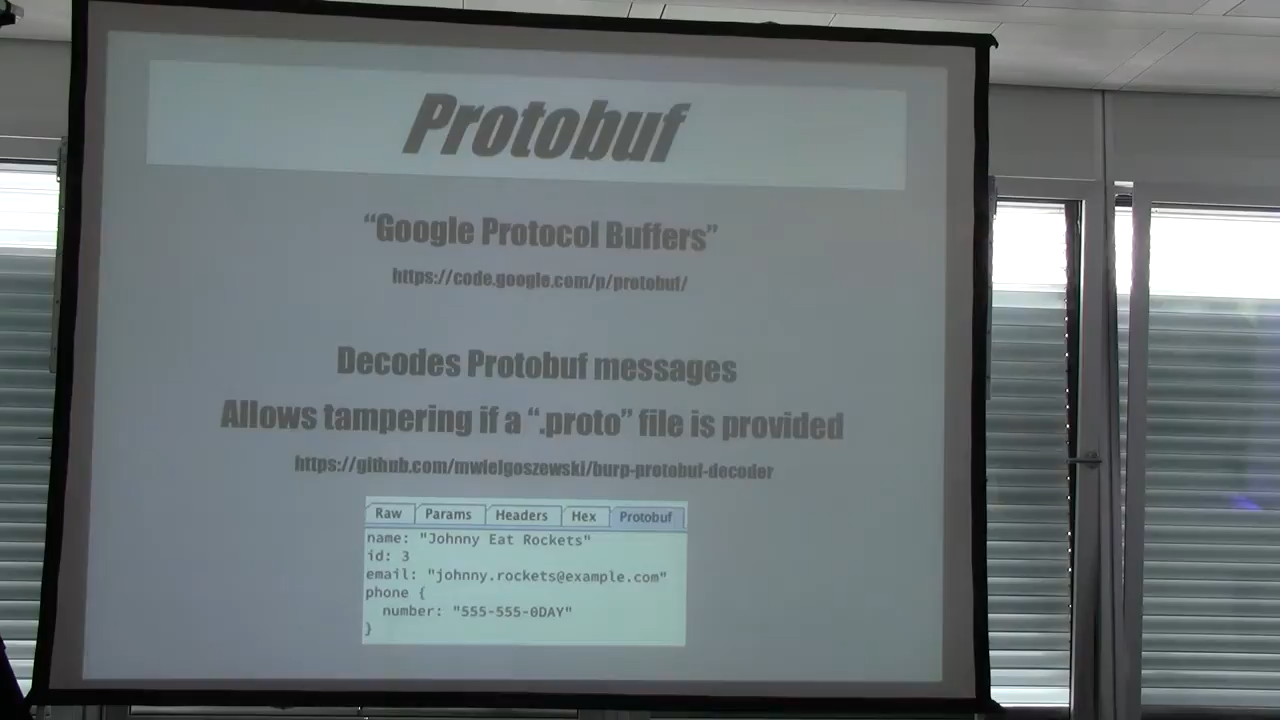 Protobuf
“Google Protocol Buffers”
https://code.google.com/p/protobuf/
Decodes Protobuf messages
Allows tampering if a “.proto” file is provided
https://github.com/mwielgoszewski/burp-protobuf-decoder
Raw Params Headers Hex Protobuf
name: "Johnny Eat Rockets"
id: 3
email: "johnny.rockets@example.com"
phone {
number: "555-555-0DAY"
}